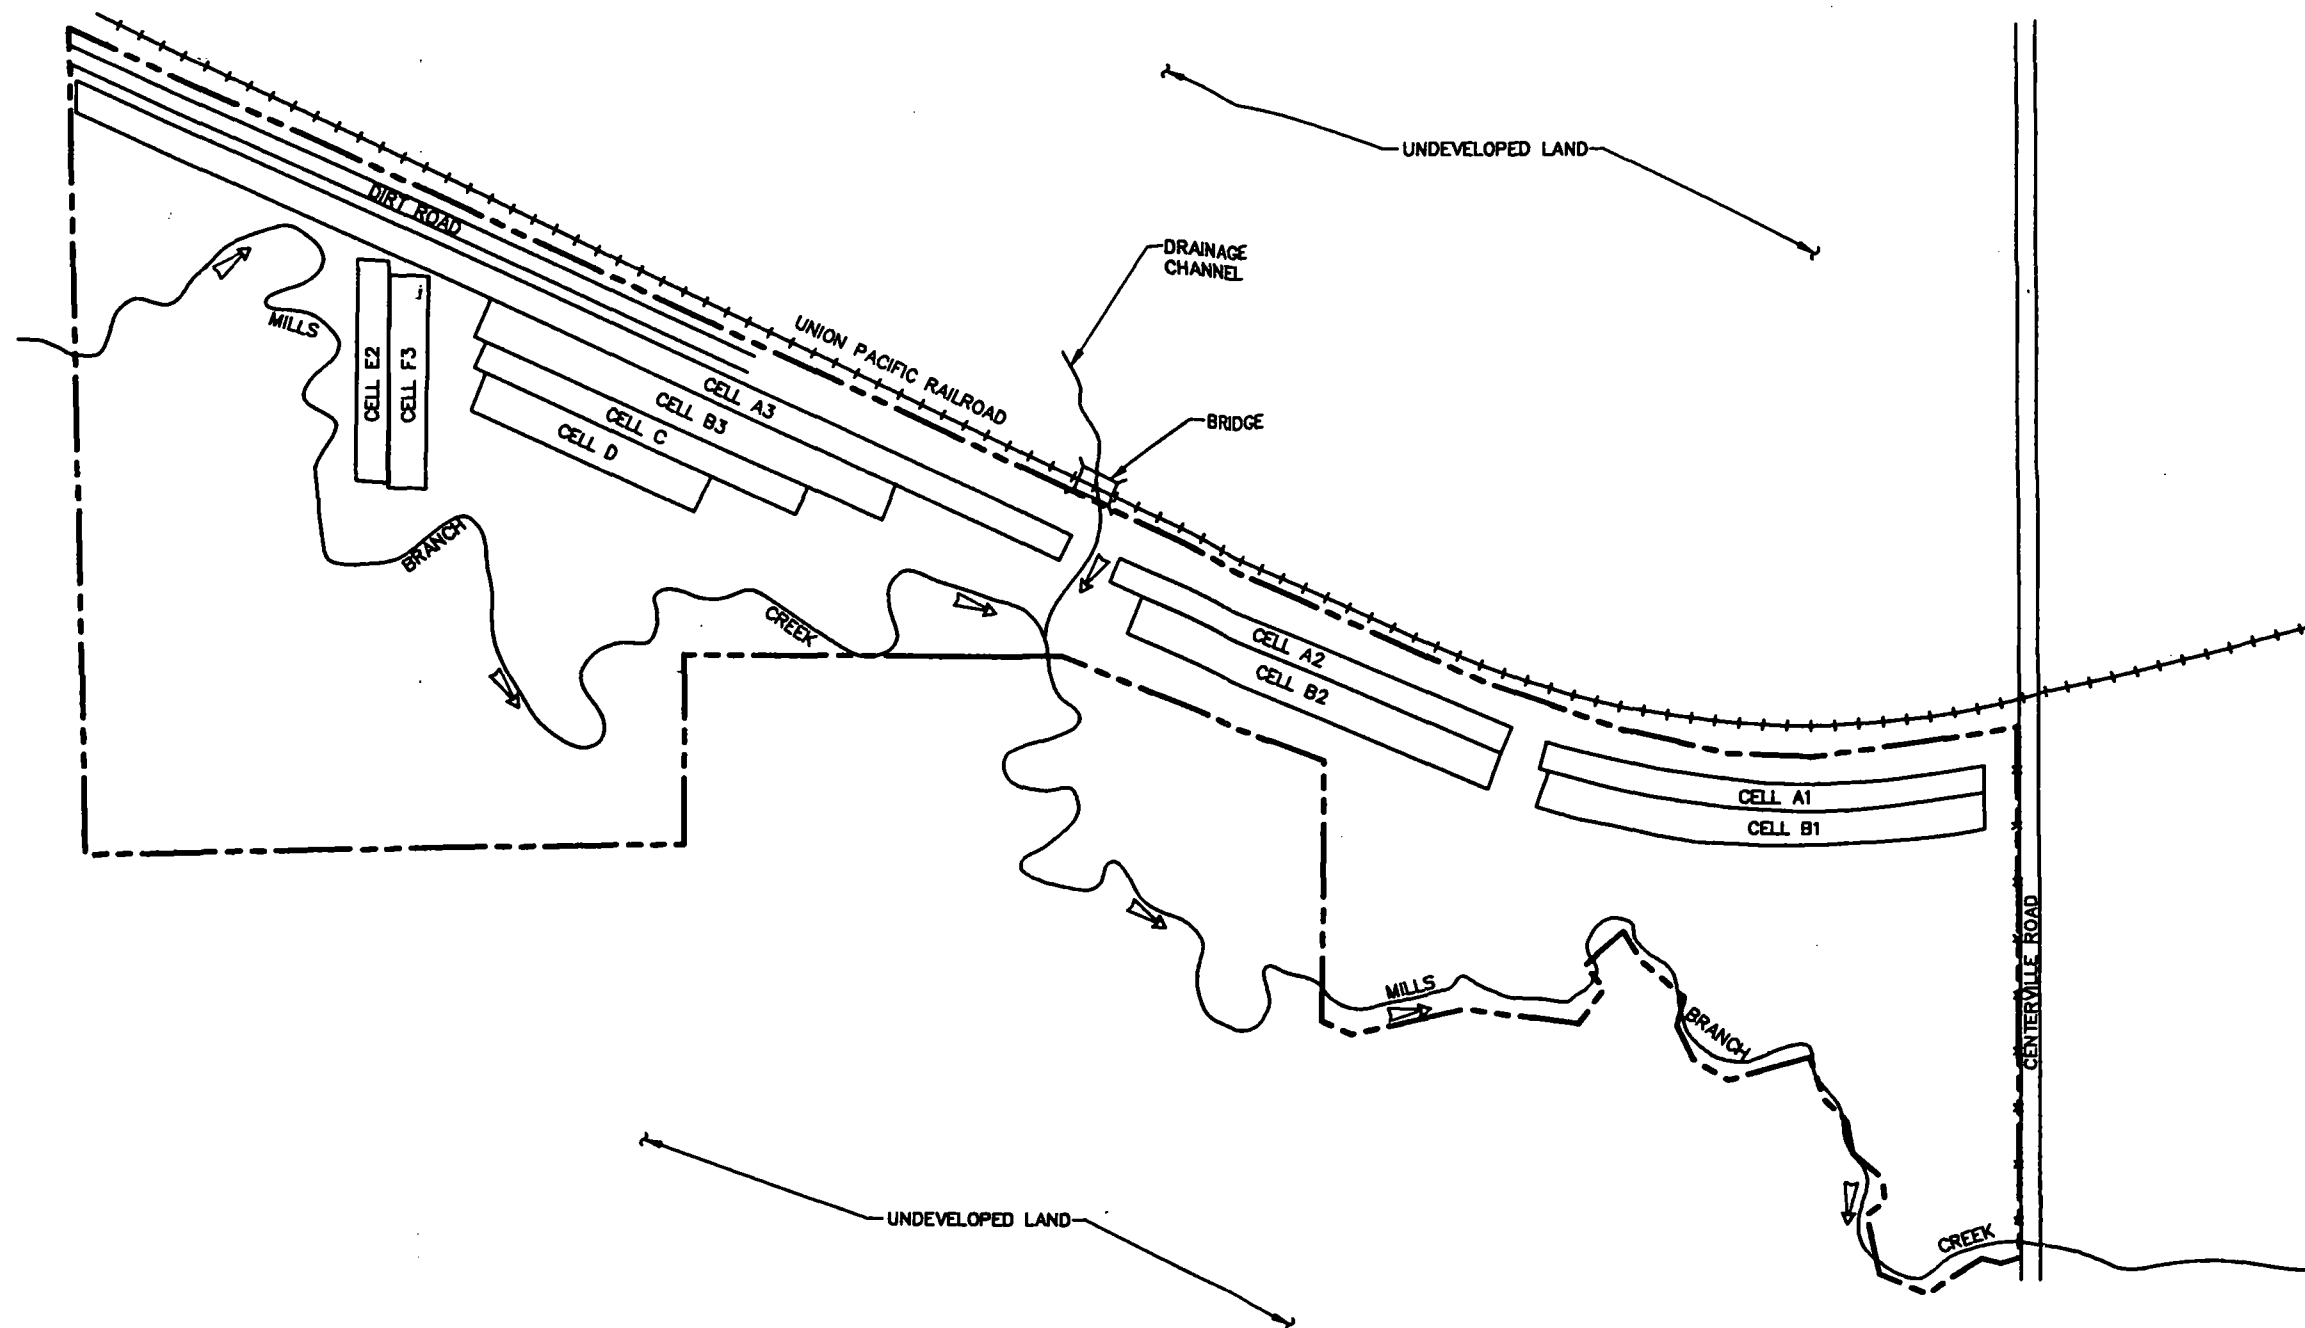 UNDEVELOPED LAND
DIRT ROAD
DRAINAGE
CHANNEL
MILLS
UNION PACIFIC RAILROAD
CELL E2
CELL F3
CELL A3
CELL B3
CELL C
CELL D
BRIDGE
BRANCH
CREEK
CELL A2
CELL B2
CELL A1
CELL B1
CENTERVILLE ROAD
MILLS
BRANCH
UNDEVELOPED LAND
CREEK